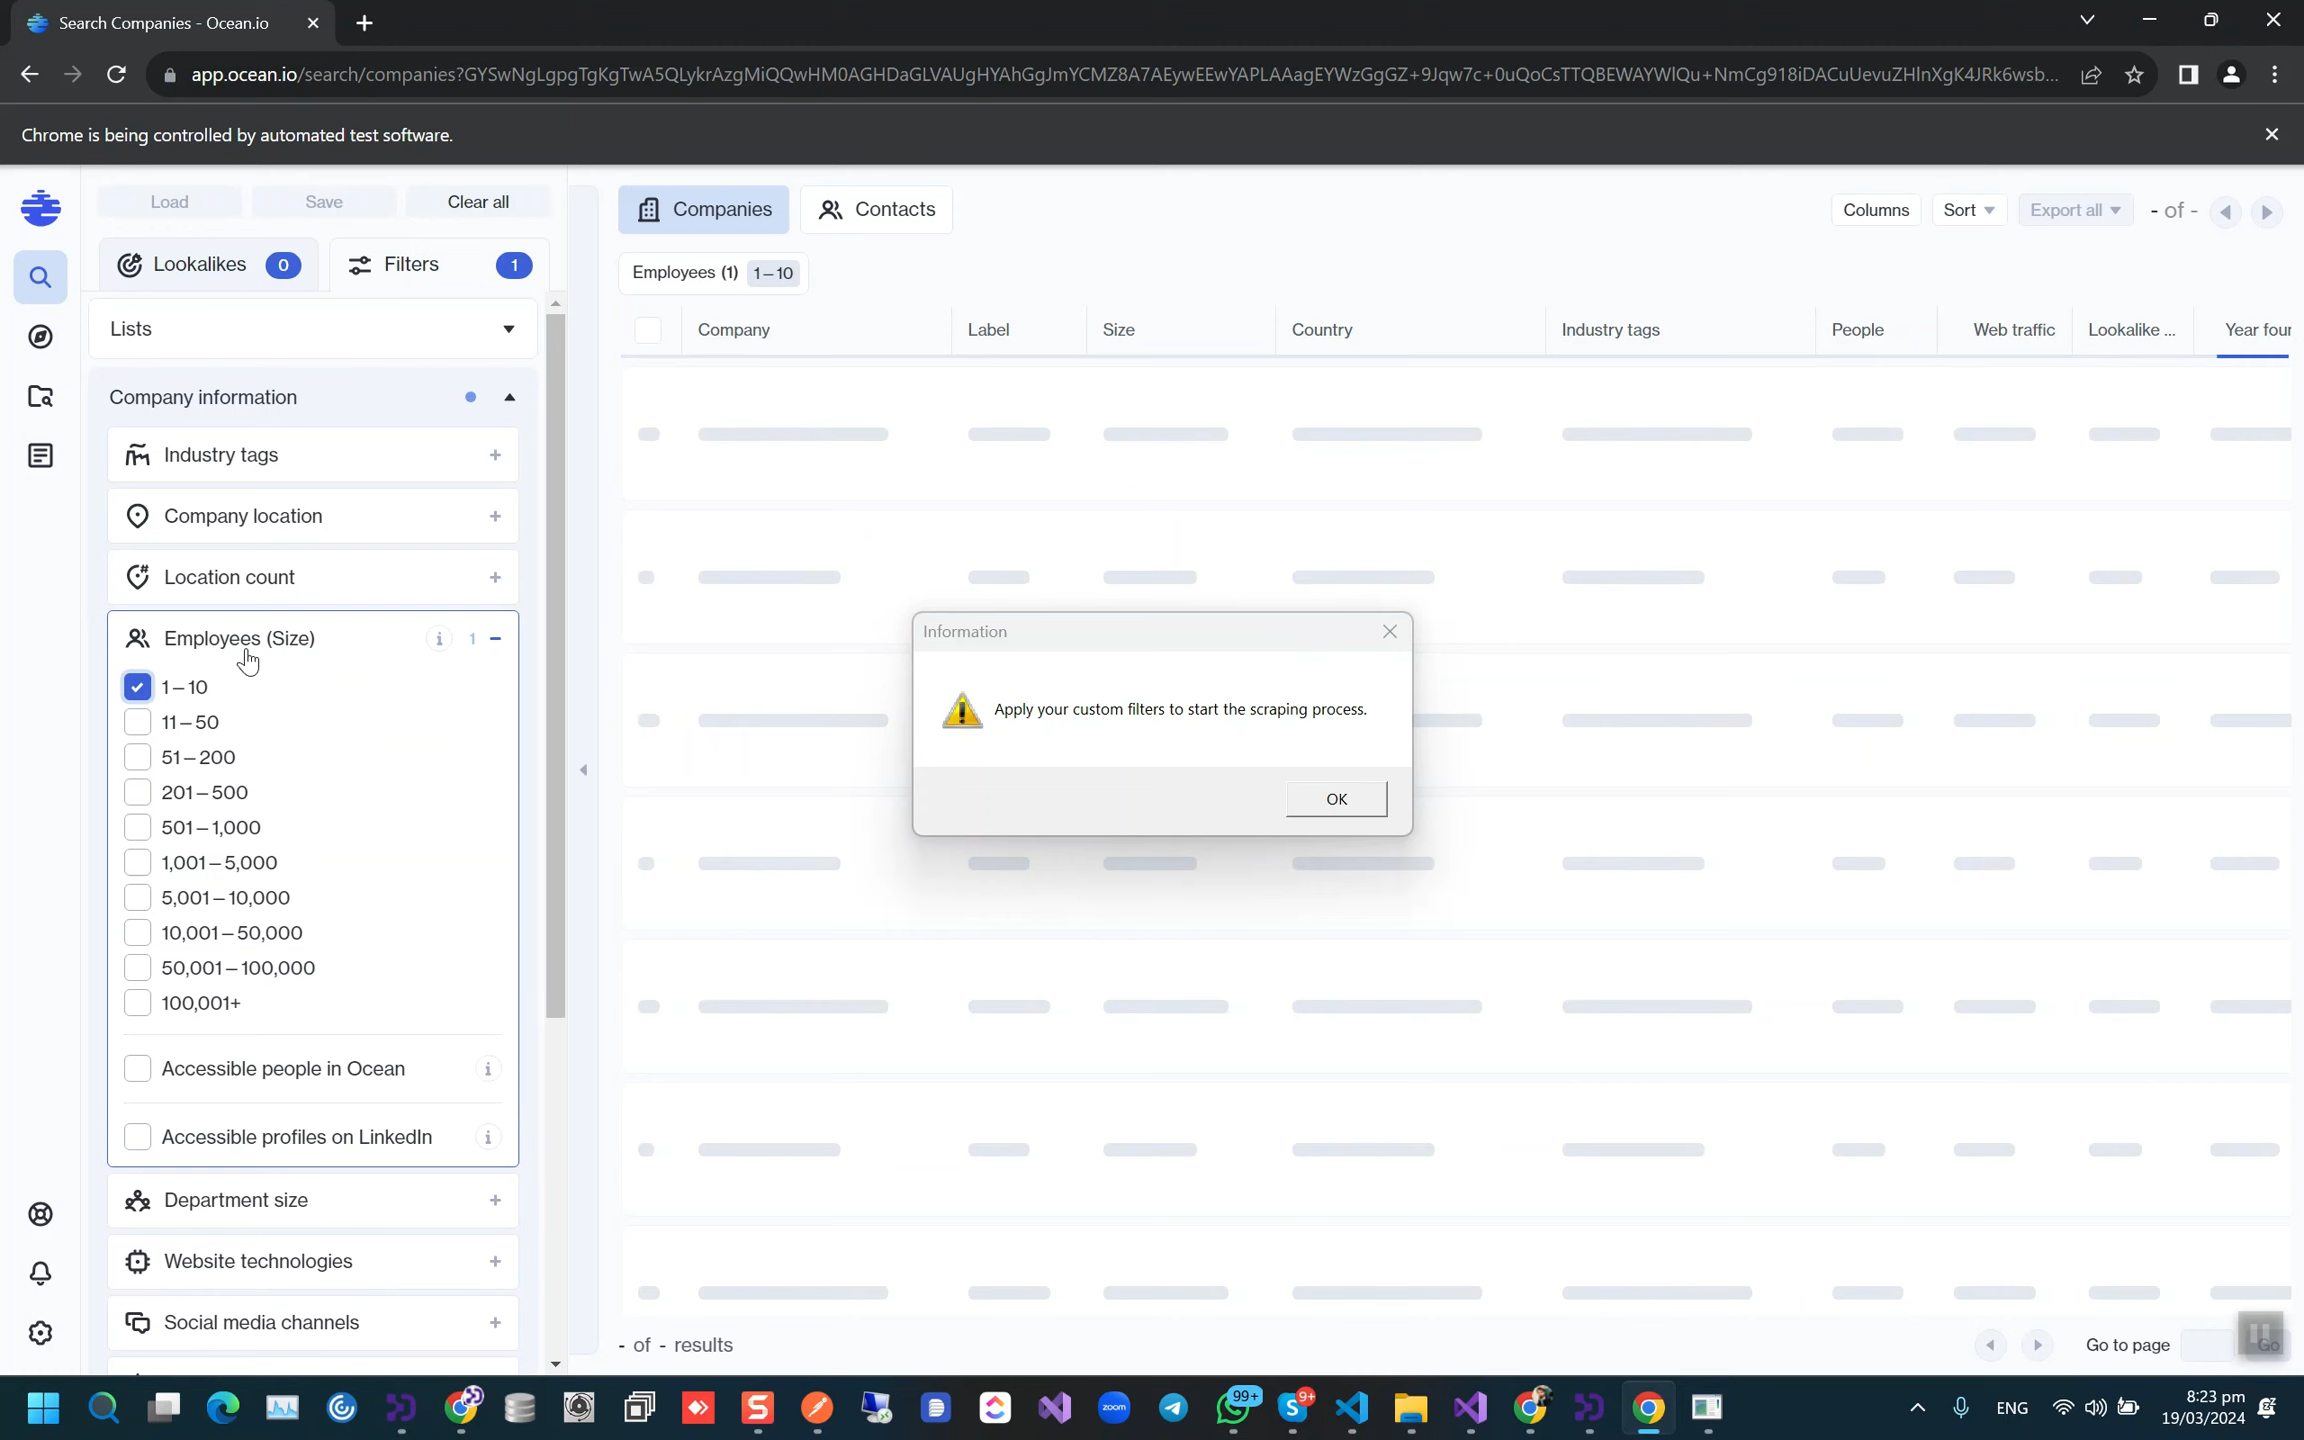 Search Companies - Ocean.io
app.ocean.io/search/companies?GYSwNgLgpgTgKgTwA5QLykrAzgMiQQwHM0AGHDaGLVAUgHYAhGgJmYCMZ8A7AEywEEwYAPLAAagEYWzGgGZ+9Jqw7c+0uQoCsTTQBEWAYWlQu+NmCg918iDACuUevuZHlnXgK4JRk6wsb...
Chrome is being controlled by automated test software.
Load
Save
Clear all
Companies
Contacts
Columns
Sort
Export all
- of -
Lookalikes
0
Filters
1
Employees (1) 1–10
Lists
Company
Label
Size
Country
Industry tags
People
Web traffic
Lookalike ...
Year four
Company information
Industry tags
Company location
Location count
Employees (Size)
1
1–10
11–50
51–200
201–500
501–1,000
1,001–5,000
5,001–10,000
10,001–50,000
50,001–100,000
100,001+
Accessible people in Ocean
Accessible profiles on LinkedIn
Department size
Website technologies
Social media channels
Information
Apply your custom filters to start the scraping process.
OK
- of - results
Go to page
Go
zoom
99+
9+
ENG
8:23 pm
19/03/2024